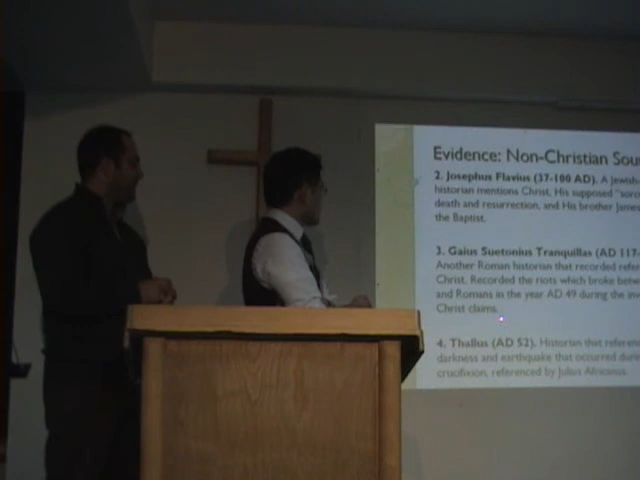 Evidence: Non-Christian Sou
2. Josephus Flavius (37-100 AD). A Jewish-
historian mentions Christ, His supposed "sorc
death and resurrection, and His brother James
the Baptist.
3. Gaius Suetonius Tranquillas (AD 117-
Another Roman historian that recorded refer
Christ. Recorded the riots which broke betwe
and Romans in the year AD 49 during the
Christ claims.
4. Thallus (AD 52). Historian that referen
darkness and earthquake that occurred durin
crucifixion, referenced by Julius Africanus.